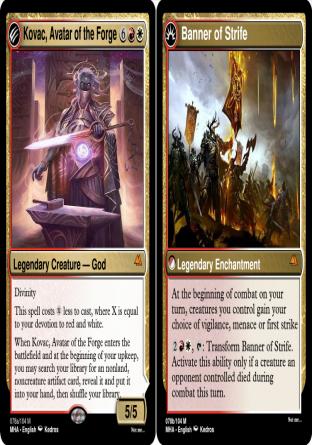 Kovac, Avatar of the Forge 6
Legendary Creature — God
Divinity
This spell costs less to cast, where X is equal
to your devotion to red and white.
When Kovac, Avatar of the Forge enters the
battlefield and at the beginning of your upkeep,
you may search your library for an nonland,
noncreature artifact card, reveal it and put it
into your hand, then shuffle your library.
5/5
078a/104 M
MHA • English Kedros
Banner of Strife
Legendary Enchantment
At the beginning of combat on your
turn, creatures you control gain your
choice of vigilance, menace or first strike
2 : Transform Banner of Strife.
Activate this ability only if a creature an
opponent controlled died during
combat this turn.
078b/104 M
MHA • English Kedros